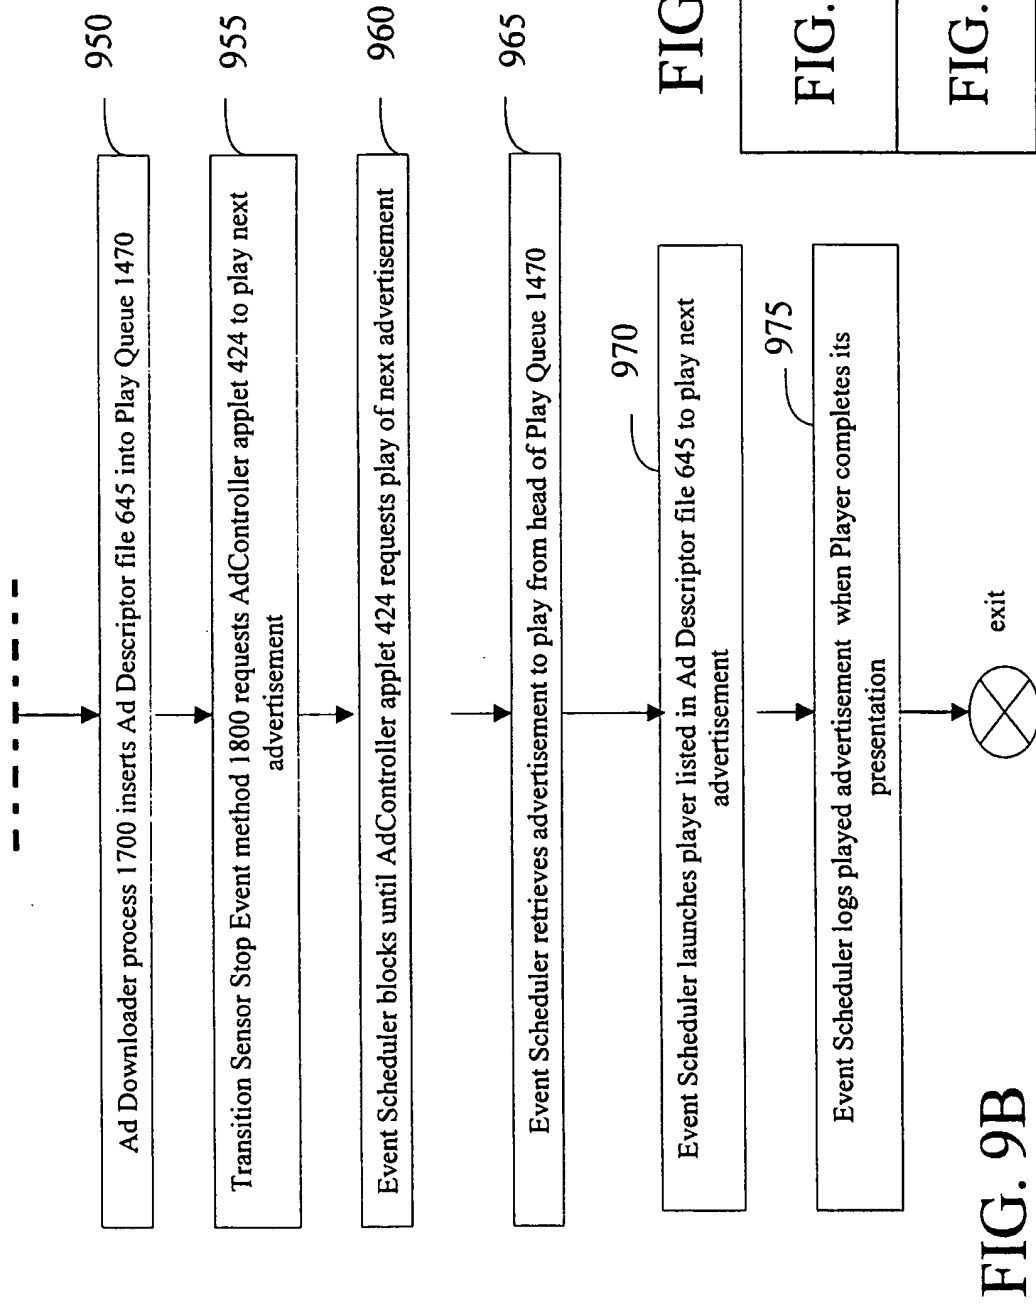 950
Ad Downloader process 1700 inserts Ad Descriptor file 645 into Play Queue 1470
955
Transition Sensor Stop Event method 1800 requests AdController applet 424 to play next
advertisement
960
Event Scheduler blocks until AdController applet 424 requests play of next advertisement
965
Event Scheduler retrieves advertisement to play from head of Play Queue 1470
970
Event Scheduler launches player listed in Ad Descriptor file 645 to play next
advertisement
975
Event Scheduler logs played advertisement when Player completes its
presentation
exit
FIG. 9B
FIG
FIG.
FIG.